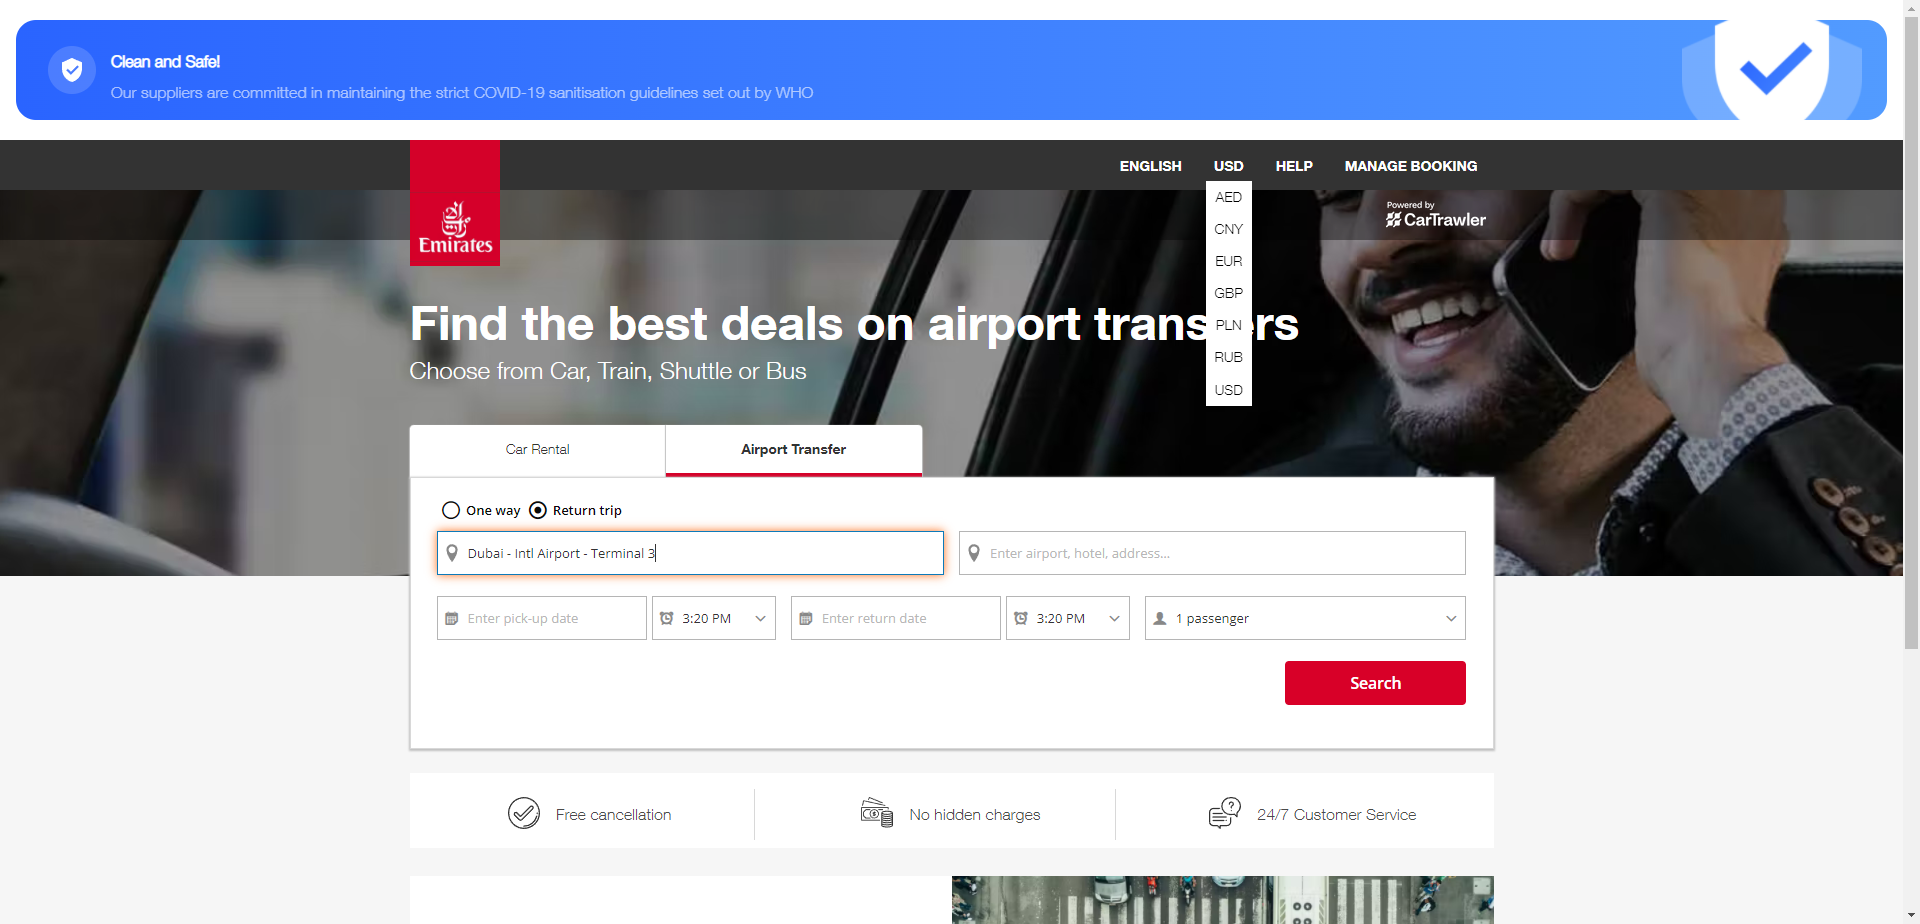 Clean and Safe!
Our suppliers are committed in maintaining the strict COVID-19 sanitisation guidelines set out by WHO
ENGLISH USD HELP MANAGE BOOKING
Emirates
Powered by
CarTrawler
AED
CNY
EUR
GBP
PLN
RUB
USD
Find the best deals on airport transfers
Choose from Car, Train, Shuttle or Bus
Car Rental Airport Transfer
One way Return trip
Dubai - Intl Airport - Terminal 3 Enter airport, hotel, address...
Enter pick-up date 3:20 PM Enter return date 3:20 PM 1 passenger
Search
Free cancellation No hidden charges 24/7 Customer Service